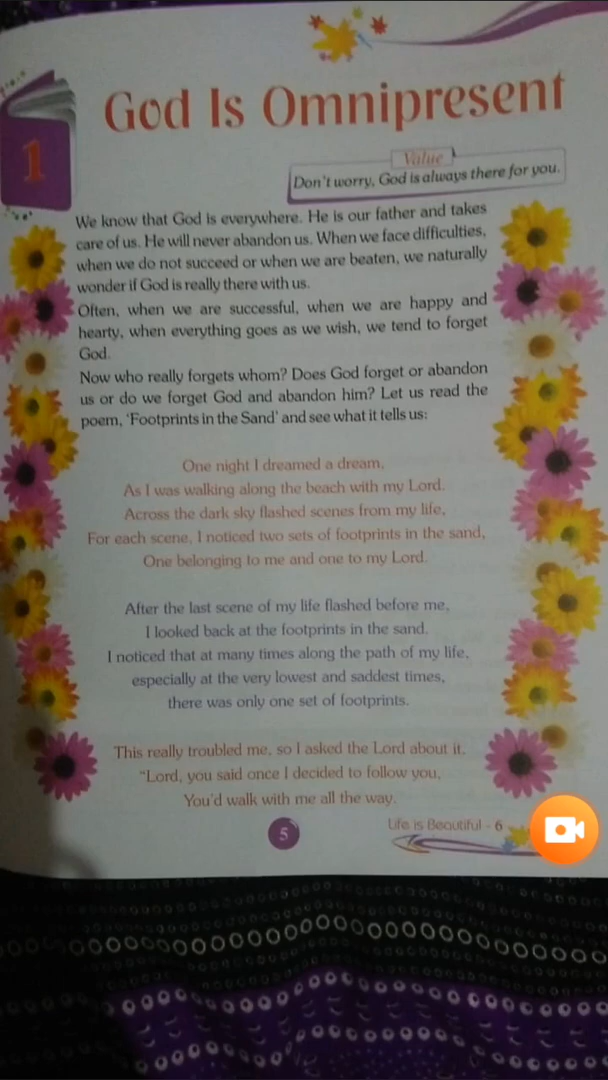 God Is Omnipresent
1
Value
Don't worry, God is always there for you.
We know that God is everywhere. He is our father and takes
care of us. He will never abandon us. When we face difficulties,
when we do not succeed or when we are beaten, we naturally
wonder if God is really there with us.
Often, when we are successful, when we are happy and
hearty, when everything goes as we wish, we tend to forget
God.
Now who really forgets whom? Does God forget or abandon
us or do we forget God and abandon him? Let us read the
poem, 'Footprints in the Sand' and see what it tells us:
One night I dreamed a dream,
As I was walking along the beach with my Lord.
Across the dark sky flashed scenes from my life,
For each scene, I noticed two sets of footprints in the sand,
One belonging to me and one to my Lord.
After the last scene of my life flashed before me,
I looked back at the footprints in the sand.
I noticed that at many times along the path of my life,
especially at the very lowest and saddest times,
there was only one set of footprints.
This really troubled me, so I asked the Lord about it.
"Lord, you said once I decided to follow you,
You'd walk with me all the way.
5
Life is Beautiful - 6